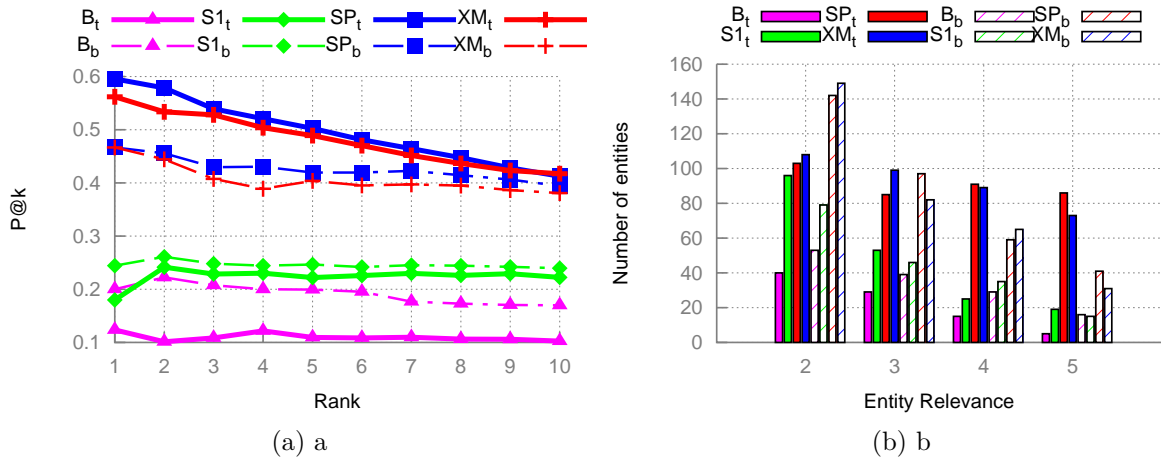 B_t S1_t SP_t XM_t
B_b S1_b SP_b XM_b
P@k
0.6
0.5
0.4
0.3
0.2
0.1
1 2 3 4 5 6 7 8 9 10
Rank
(a) a
B_t SP_t B_b SP_b
S1_t XM_t S1_b XM_b
Number of entities
160
140
120
100
80
60
40
20
0
2 3 4 5
Entity Relevance
(b) b